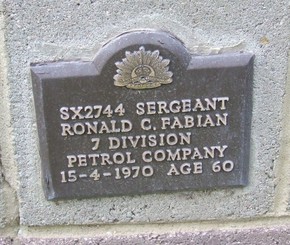 SX2744 SERGEANT
RONALD C. FABIAN
7 DIVISION
PETROL COMPANY
15-4-1970 AGE 60